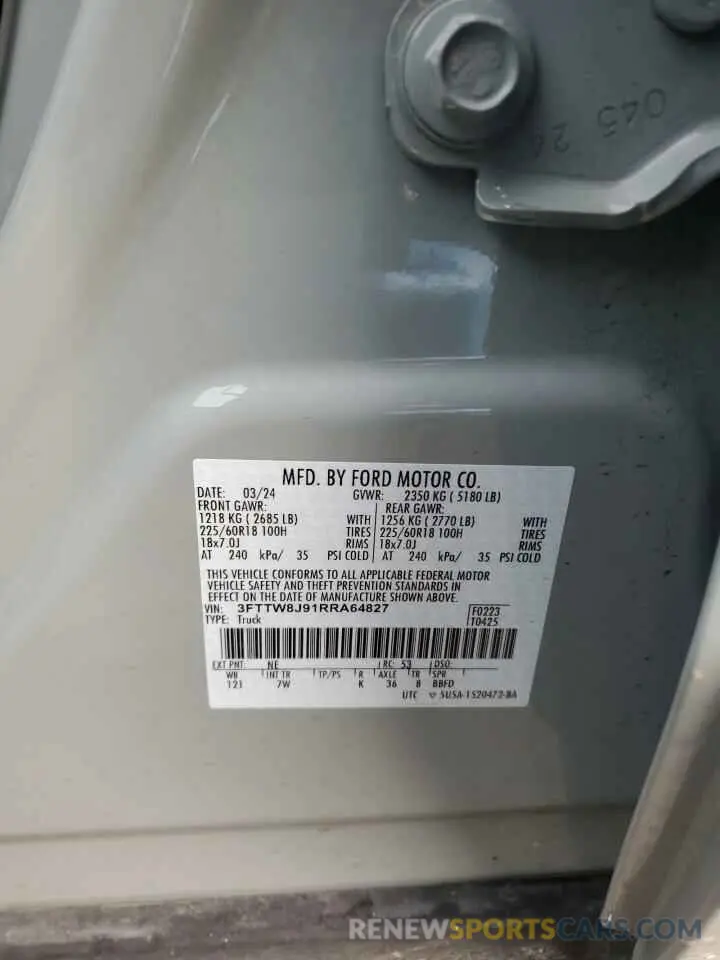 045 24
MFD. BY FORD MOTOR CO.
DATE: 03/24 GVWR: 2350 KG ( 5180 LB)
FRONT GAWR: REAR GAWR:
1218 KG ( 2685 LB) WITH 1256 KG ( 2770 LB) WITH
225/60R18 100H TIRES 225/60R18 100H TIRES
18x7.0J RIMS 18x7.0J RIMS
AT 240 kPa/ 35 PSI COLD AT 240 kPa/ 35 PSI COLD
THIS VEHICLE CONFORMS TO ALL APPLICABLE FEDERAL MOTOR
VEHICLE SAFETY AND THEFT PREVENTION STANDARDS IN
EFFECT ON THE DATE OF MANUFACTURE SHOWN ABOVE.
VIN: 3FTTW8J91RRA64827 F0223
TYPE: Truck T0425
EXT PNT: NE RC: 53 DSO:
WB INT TR TP/PS R AXLE TR SPR
121 7W K 36 8 BBFD
UTC 5U5A-1520472-BA
RENEWSPORTSCARS.COM